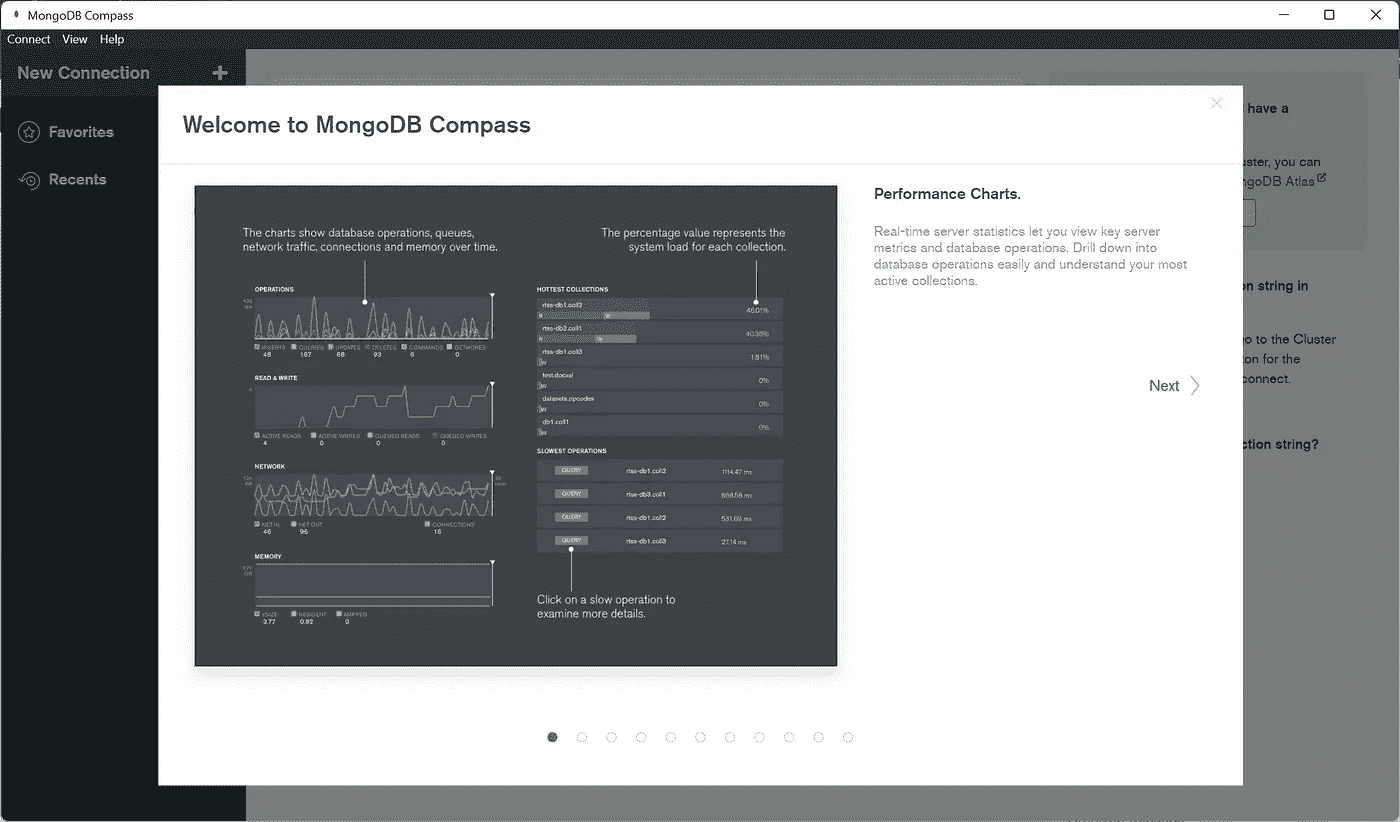 MongoDB Compass
Connect View Help
New Connection
Favorites
Recents
have a
uster, you can
ngoDB Atlas
on string in
o to the Cluster
ton for the
connect.
ction string?
Welcome to MongoDB Compass
The charts show database operations, queues,
network traffic, connections and memory over time.
The percentage value represents the
system load for each collection.
OPERATIONS
INSERTS QUERIES UPDATES DELETES COMMANDS GETMORES
48 167 68 93 6 0
READ & WRITE
ACTIVE READS ACTIVE WRITES QUEUED READS QUEUED WRITES
4 0 0 0
NETWORK
NET IN NET OUT CONNECTIONS
46 96 16
MEMORY
3.77
GB
VSIZE RESIDENT MAPPED
3.77 0.82 0
HOTTEST COLLECTIONS
rtss-db1.coll2 46.01%
R W
rtss-db3.coll1 40.36%
R W
rtss-db1.coll3 1.81%
test.docval 0%
datasets.zipcodes 0%
db1.coll1 0%
SLOWEST OPERATIONS
QUERY rtss-db1.coll2 1114.47 ms
QUERY rtss-db3.coll1 668.58 ms
QUERY rtss-db1.coll2 531.69 ms
QUERY rtss-db1.coll3 27.14 ms
Click on a slow operation to
examine more details.
Performance Charts.
Real-time server statistics let you view key server
metrics and database operations. Drill down into
database operations easily and understand your most
active collections.
Next